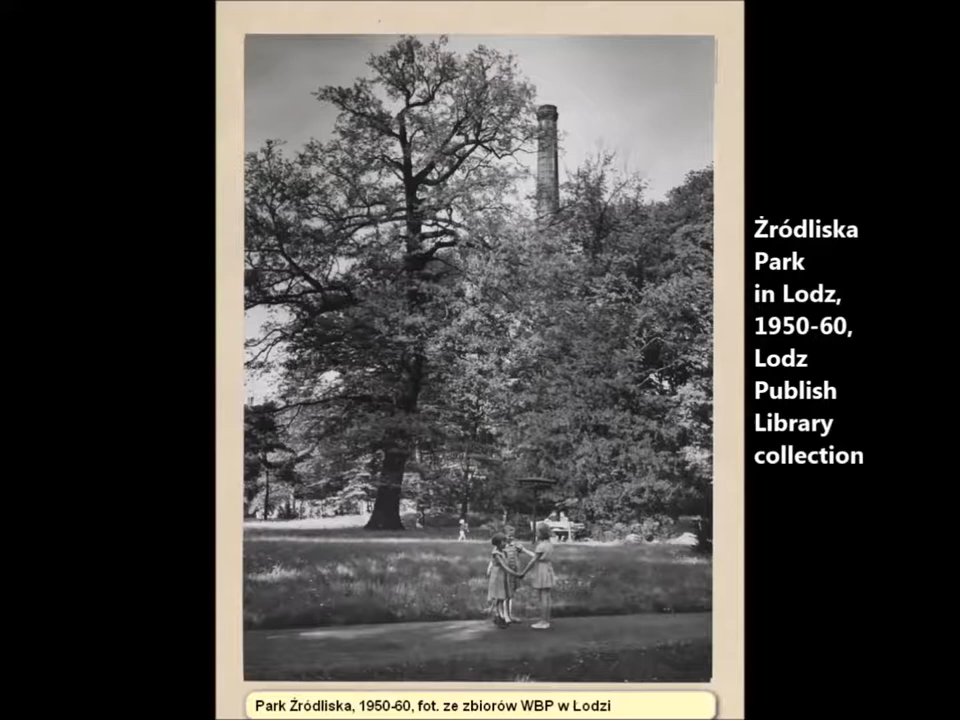 Żródliska
Park
in Lodz,
1950-60,
Lodz
Publish
Library
collection
Park Źródliska, 1950-60, fot. ze zbiorów WBP w Lodzi